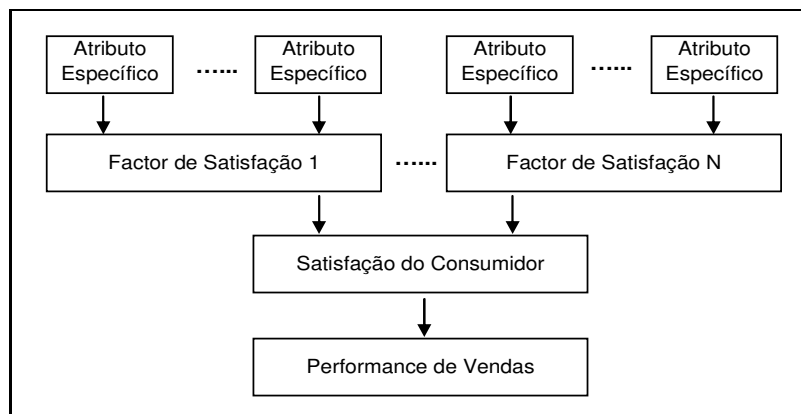 Atributo
Específico
......
Atributo
Específico
Atributo
Específico
......
Atributo
Específico
Factor de Satisfação 1
......
Factor de Satisfação N
Satisfação do Consumidor
Performance de Vendas